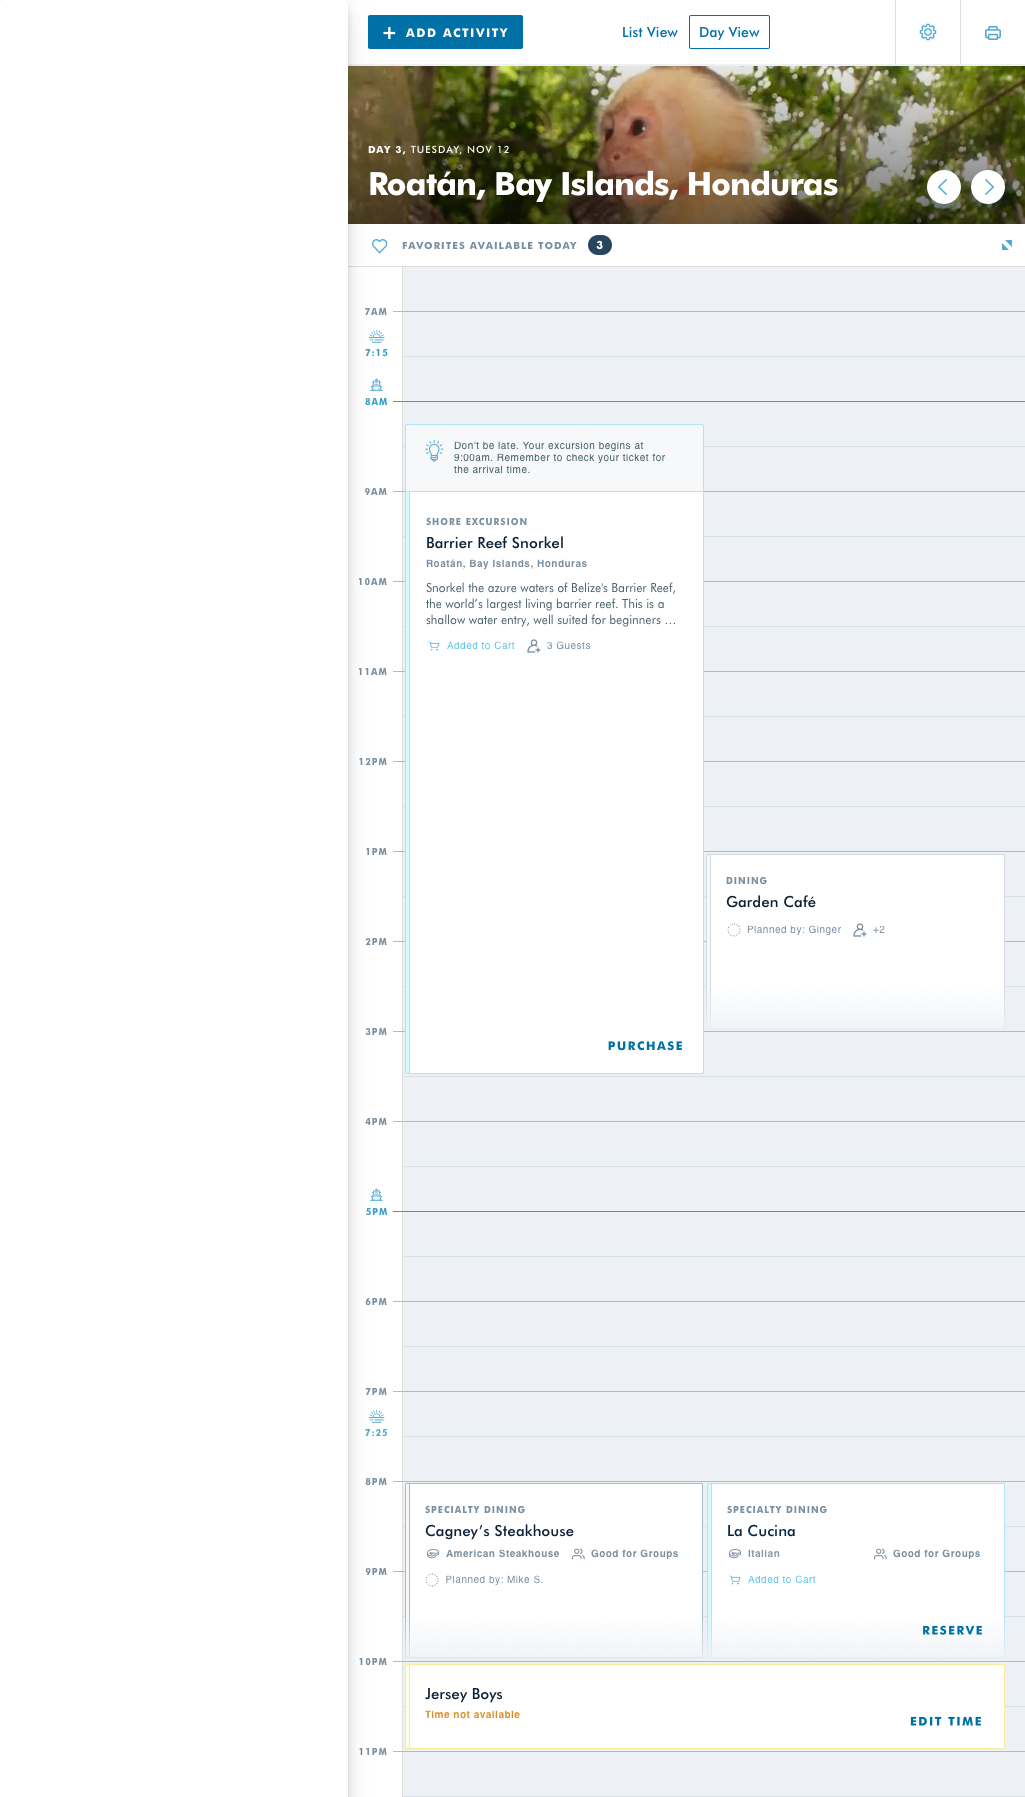 + ADD ACTIVITY
List View
Day View
DAY 3, TUESDAY, NOV 12
Roatán, Bay Islands, Honduras
FAVORITES AVAILABLE TODAY 3
7AM
7:15
8AM
Don't be late. Your excursion begins at
9:00am. Remember to check your ticket for
the arrival time.
9AM
SHORE EXCURSION
Barrier Reef Snorkel
Roatán, Bay Islands, Honduras
10AM
Snorkel the azure waters of Belize's Barrier Reef,
the world's largest living barrier reef. This is a
shallow water entry, well suited for beginners ...
Added to Cart
3 Guests
11AM
12PM
1PM
DINING
Garden Café
Planned by: Ginger
+2
2PM
3PM
PURCHASE
4PM
5PM
6PM
7PM
7:25
8PM
SPECIALTY DINING
Cagney's Steakhouse
American Steakhouse
Good for Groups
Planned by: Mike S.
SPECIALTY DINING
La Cucina
Italian
Good for Groups
Added to Cart
RESERVE
9PM
10PM
Jersey Boys
Time not available
EDIT TIME
11PM